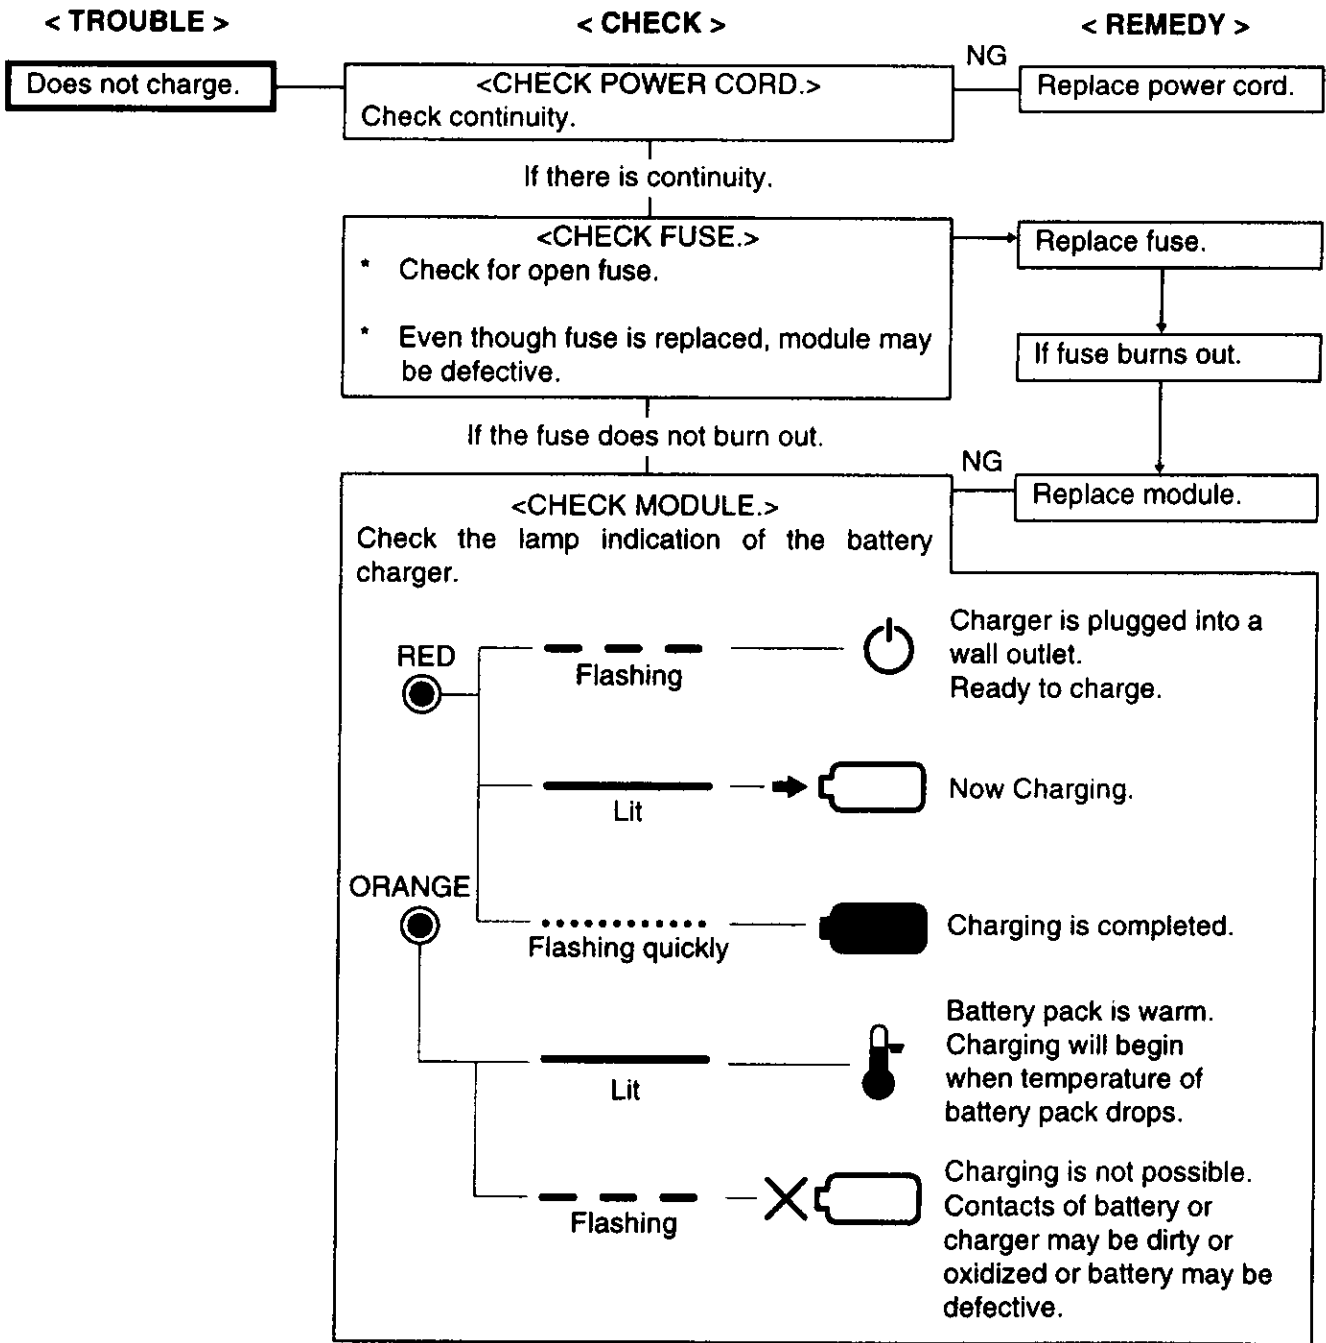 < TROUBLE >
< CHECK >
< REMEDY >
Does not charge.
<CHECK POWER CORD.>
Check continuity.
NG
Replace power cord.
If there is continuity.
<CHECK FUSE.>
* Check for open fuse.
* Even though fuse is replaced, module may
be defective.
Replace fuse.
If fuse burns out.
If the fuse does not burn out.
NG
Replace module.
<CHECK MODULE.>
Check the lamp indication of the battery
charger.
RED
Flashing
Charger is plugged into a
wall outlet.
Ready to charge.
Lit
Now Charging.
ORANGE
Flashing quickly
Charging is completed.
Lit
Battery pack is warm.
Charging will begin
when temperature of
battery pack drops.
Flashing
Charging is not possible.
Contacts of battery or
charger may be dirty or
oxidized or battery may be
defective.